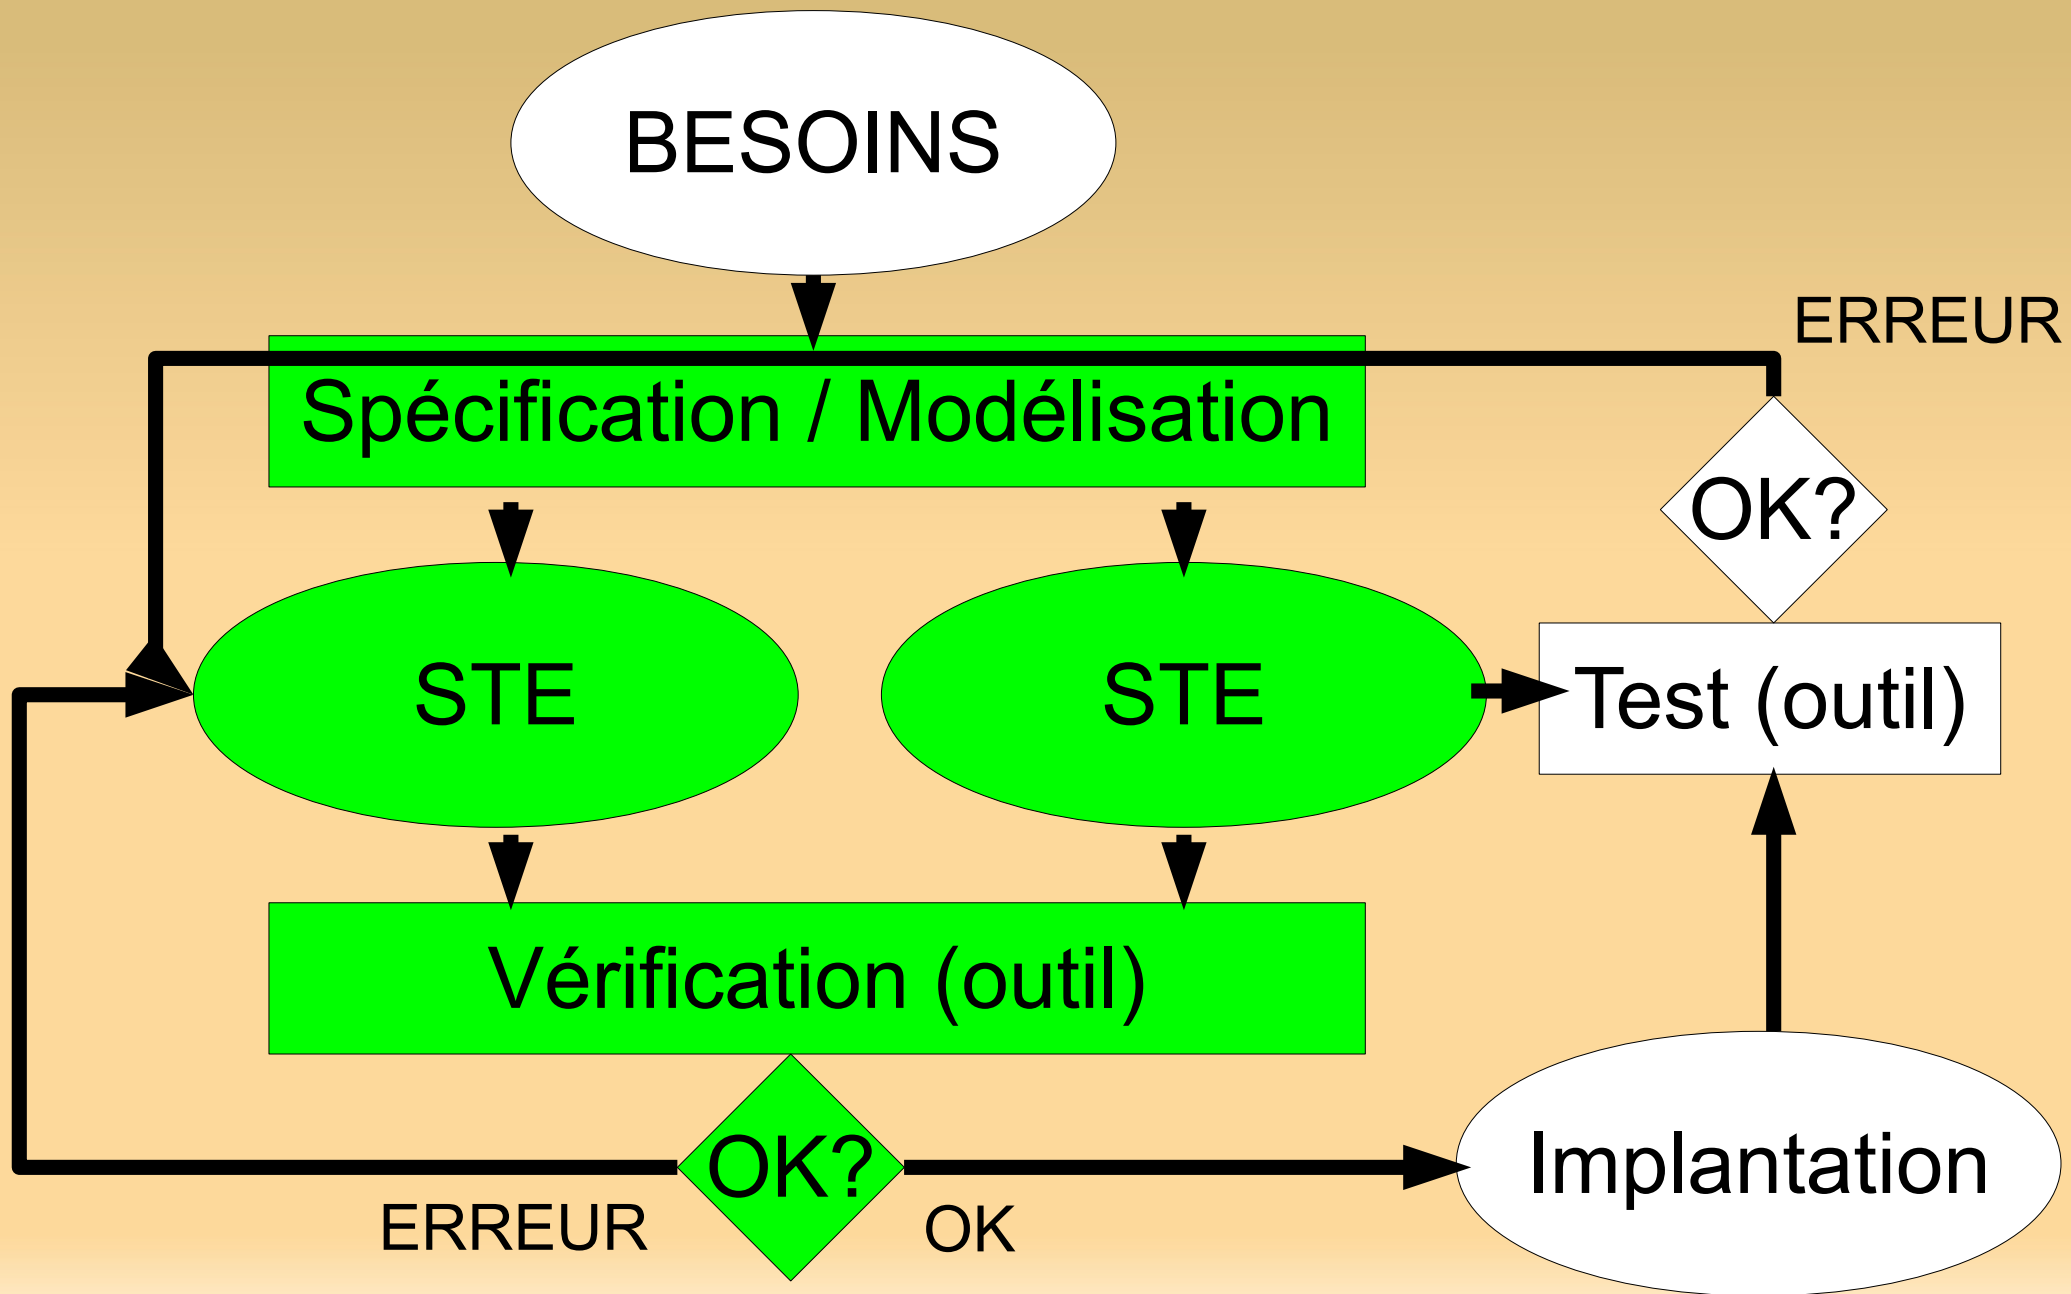 BESOINS
ERREUR
Spécification / Modélisation
OK?
STE
STE
Test (outil)
Vérification (outil)
OK?
Implantation
ERREUR
OK